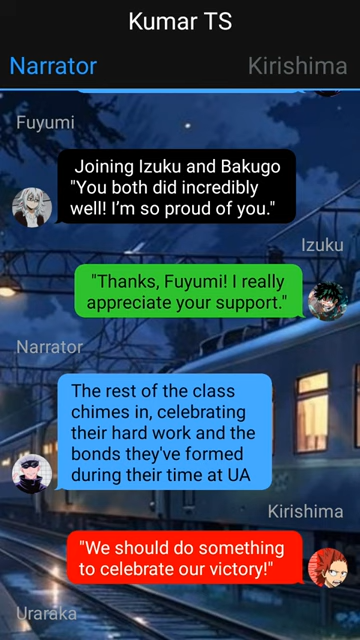 Kumar TS
Narrator Kirishima
Fuyumi
Joining Izuku and Bakugo
"You both did incredibly
well! I’m so proud of you."
Izuku
"Thanks, Fuyumi! I really
appreciate your support."
Narrator
The rest of the class
chimes in, celebrating
their hard work and the
bonds they've formed
during their time at UA
Kirishima
"We should do something
to celebrate our victory!"
Uraraka